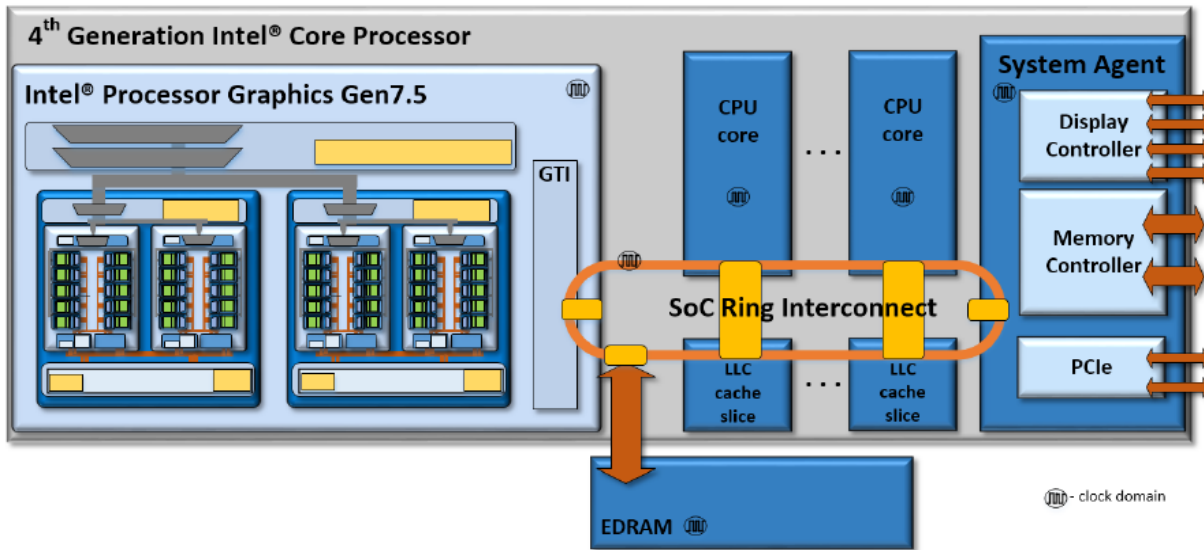 4th Generation Intel® Core Processor
Intel® Processor Graphics Gen7.5
GTI
CPU
core
...
CPU
core
SoC Ring Interconnect
LLC
cache
slice
...
LLC
cache
slice
System Agent
Display
Controller
Memory
Controller
PCIe
EDRAM
- clock domain